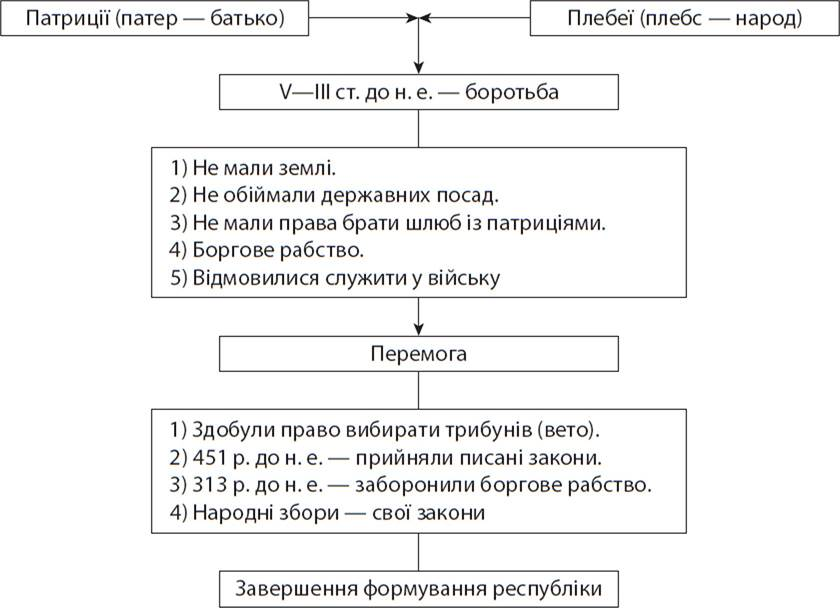 Патриції (патер — батько)
Плебеї (плебс — народ)
V—III ст. до н. е. — боротьба
1) Не мали землі.
2) Не обіймали державних посад.
3) Не мали права брати шлюб із патриціями.
4) Боргове рабство.
5) Відмовилися служити у війську
Перемога
1) Здобули право вибирати трибунів (вето).
2) 451 р. до н. е. — прийняли писані закони.
3) 313 р. до н. е. — заборонили боргове рабство.
4) Народні збори — свої закони
Завершення формування республіки